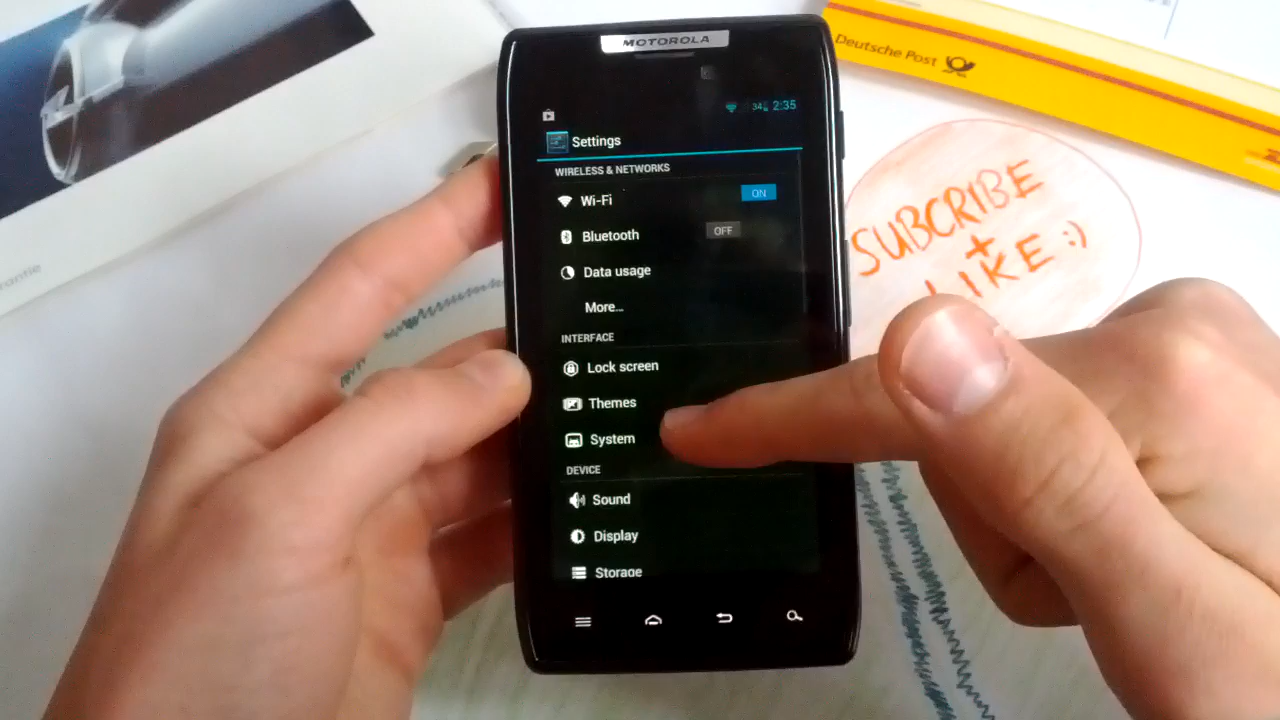 MOTOROLA
Deutsche Post
34% 2:35
Settings
WIRELESS & NETWORKS
Wi-Fi
ON
Bluetooth
OFF
Data usage
More...
INTERFACE
Lock screen
Themes
System
DEVICE
Sound
Display
Storage
SUBCRIBE
+
LIKE :)